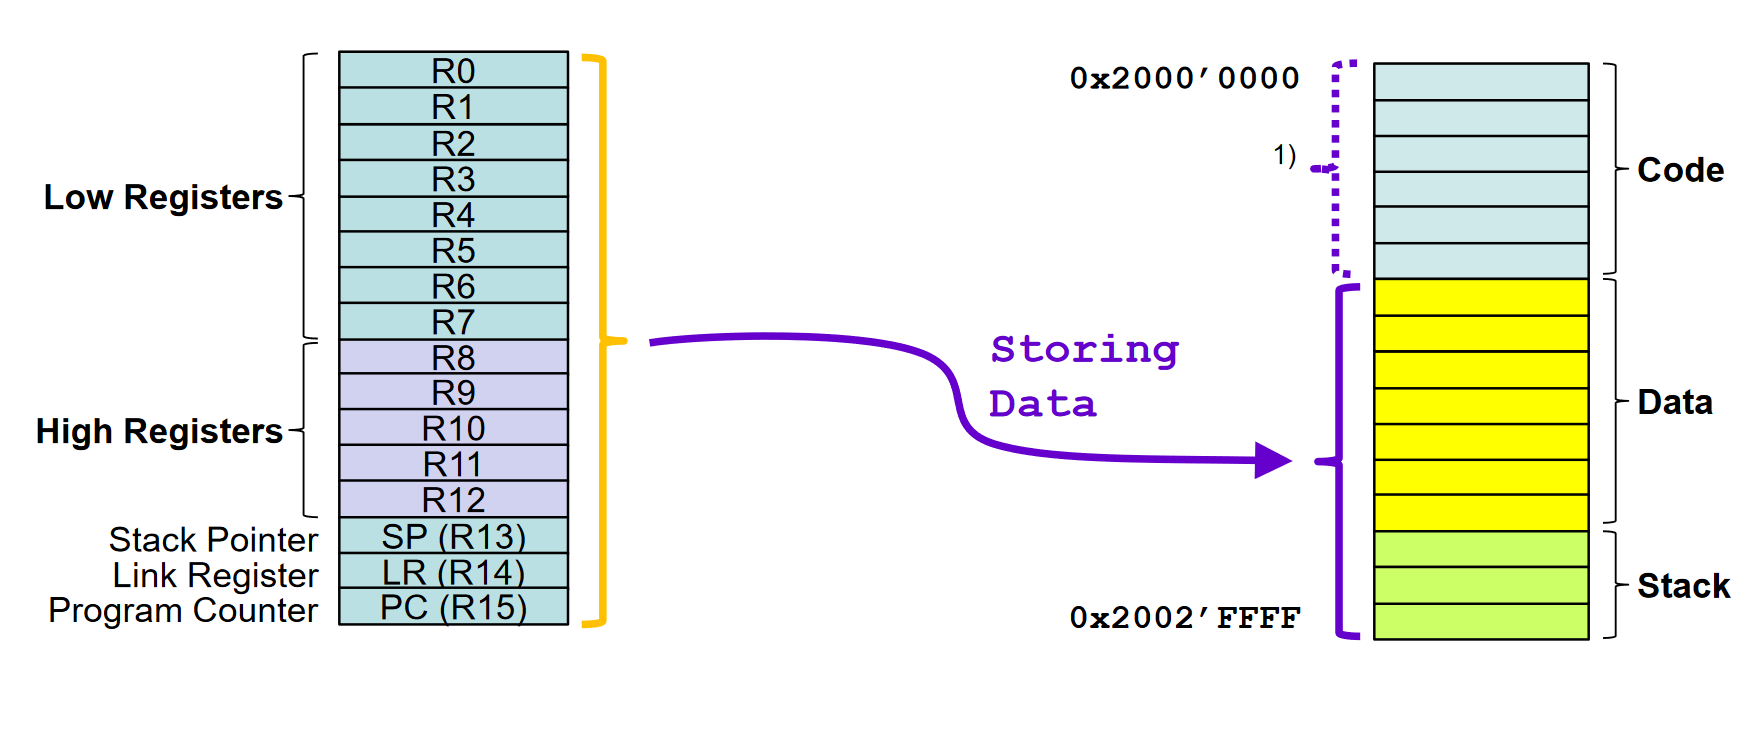 R0
R1
R2
R3
R4
R5
R6
R7
R8
R9
R10
R11
R12
SP (R13)
LR (R14)
PC (R15)
Low Registers
High Registers
Stack Pointer
Link Register
Program Counter
Storing
Data
0x2000’0000
1)
0x2002’FFFF
Code
Data
Stack